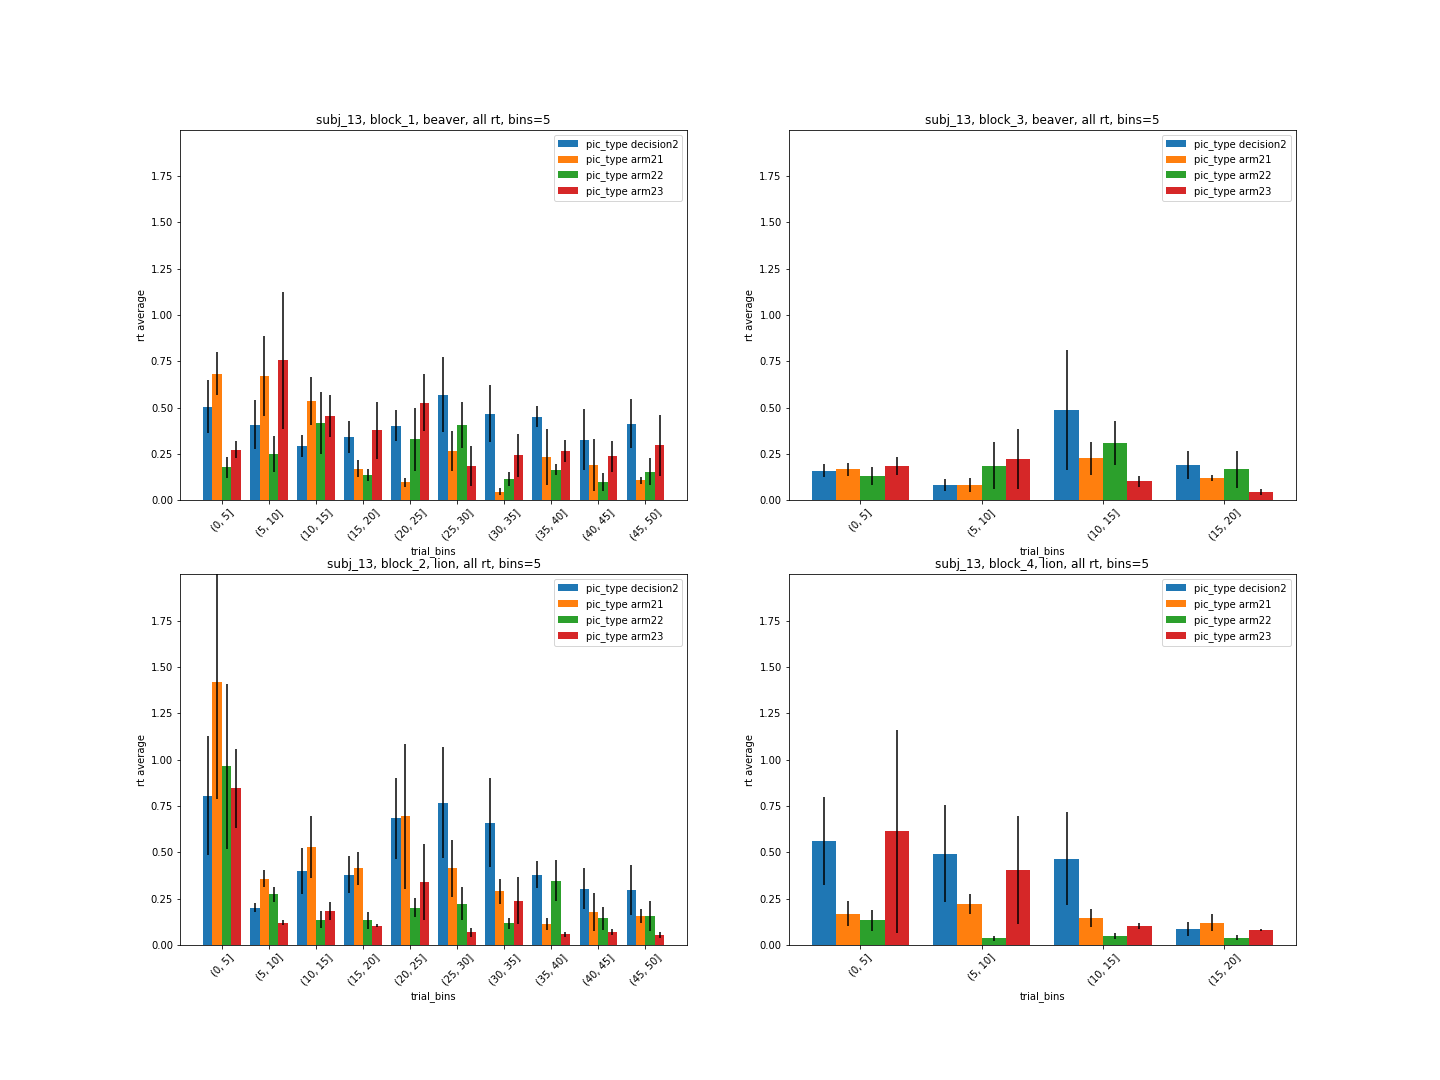 subj_13, block_1, beaver, all rt, bins=5
pic_type decision2
pic_type arm21
pic_type arm22
pic_type arm23
1.75
1.50
1.25
1.00
0.75
0.50
0.25
0.00
rt average
(0, 5]
(5, 10]
(10, 15]
(15, 20]
(20, 25]
(25, 30]
(30, 35]
(35, 40]
(40, 45]
(45, 50]
trial_bins
subj_13, block_3, beaver, all rt, bins=5
pic_type decision2
pic_type arm21
pic_type arm22
pic_type arm23
1.75
1.50
1.25
1.00
0.75
0.50
0.25
0.00
rt average
(0, 5]
(5, 10]
(10, 15]
(15, 20]
trial_bins
subj_13, block_2, lion, all rt, bins=5
pic_type decision2
pic_type arm21
pic_type arm22
pic_type arm23
1.75
1.50
1.25
1.00
0.75
0.50
0.25
0.00
rt average
(0, 5]
(5, 10]
(10, 15]
(15, 20]
(20, 25]
(25, 30]
(30, 35]
(35, 40]
(40, 45]
(45, 50]
trial_bins
subj_13, block_4, lion, all rt, bins=5
pic_type decision2
pic_type arm21
pic_type arm22
pic_type arm23
1.75
1.50
1.25
1.00
0.75
0.50
0.25
0.00
rt average
(0, 5]
(5, 10]
(10, 15]
(15, 20]
trial_bins